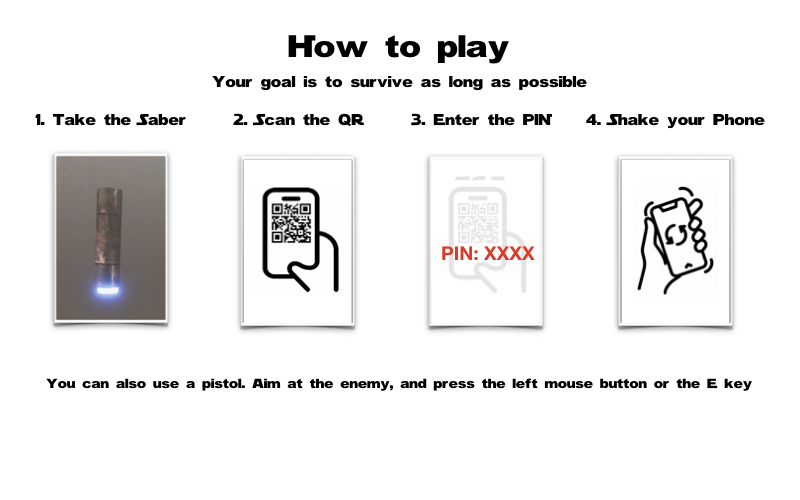 How to play
Your goal is to survive as long as possible
1. Take the Saber
2. Scan the QR
3. Enter the PIN
4. Shake your Phone
PIN: XXXX
You can also use a pistol. Aim at the enemy, and press the left mouse button or the E key